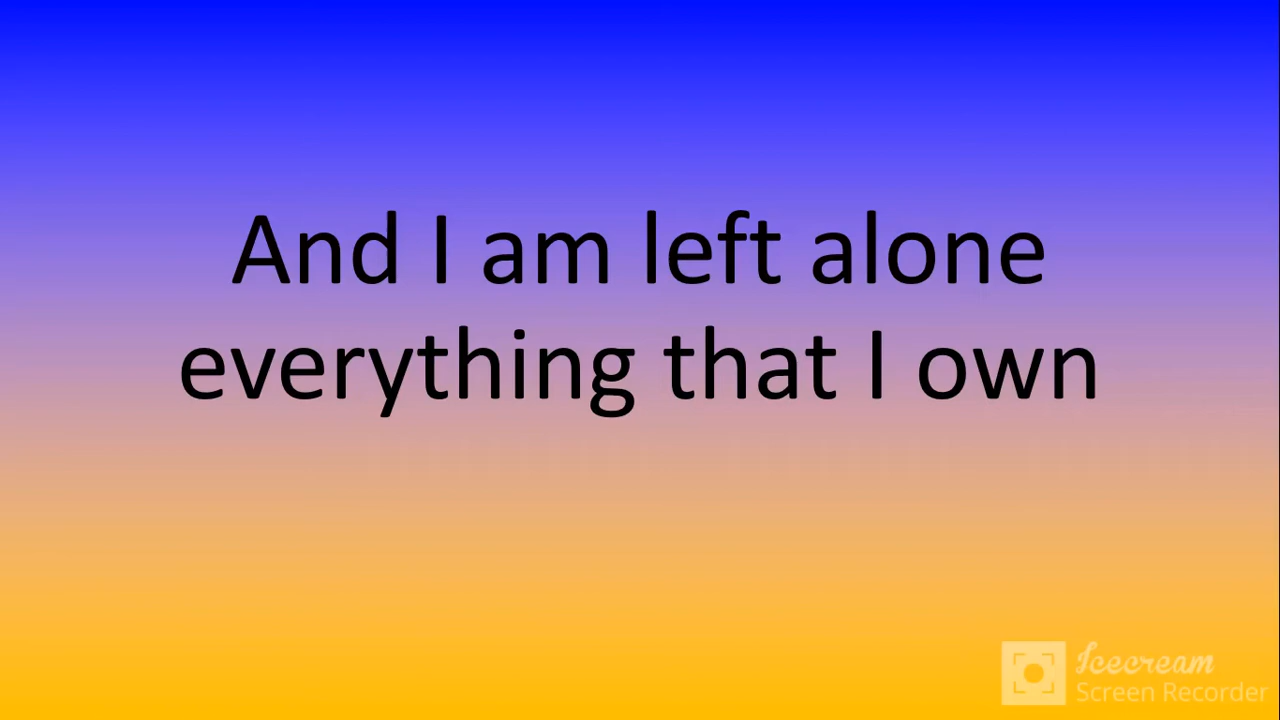 And I am left alone
everything that I own
Icecream
Screen Recorder